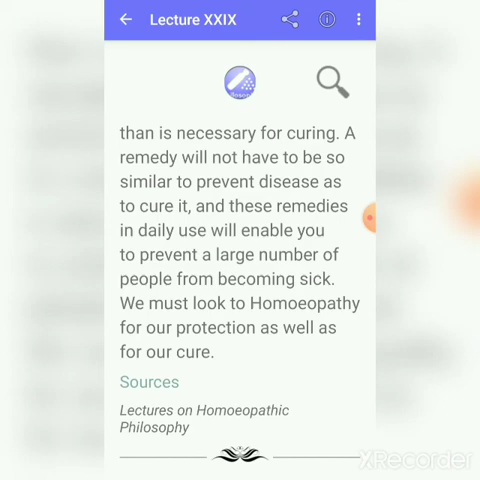 Lecture XXIX
than is necessary for curing. A
remedy will not have to be so
similar to prevent disease as
to cure it, and these remedies
in daily use will enable you
to prevent a large number of
people from becoming sick.
We must look to Homoeopathy
for our protection as well as
for our cure.
Sources
Lectures on Homoeopathic
Philosophy
XRecorder